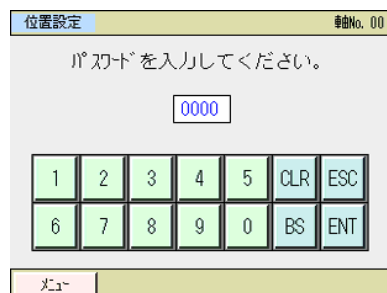 位置設定 軸No. 00
ﾊﾟｽﾜｰﾄﾞを入力してください。
0000
1 2 3 4 5 CLR ESC
6 7 8 9 0 BS ENT
ﾒﾆｭｰ